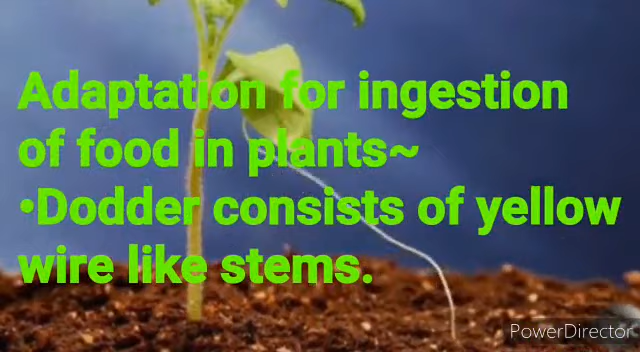 Adaptation for ingestion
of food in plants~
•Dodder consists of yellow
wire like stems.
PowerDirector